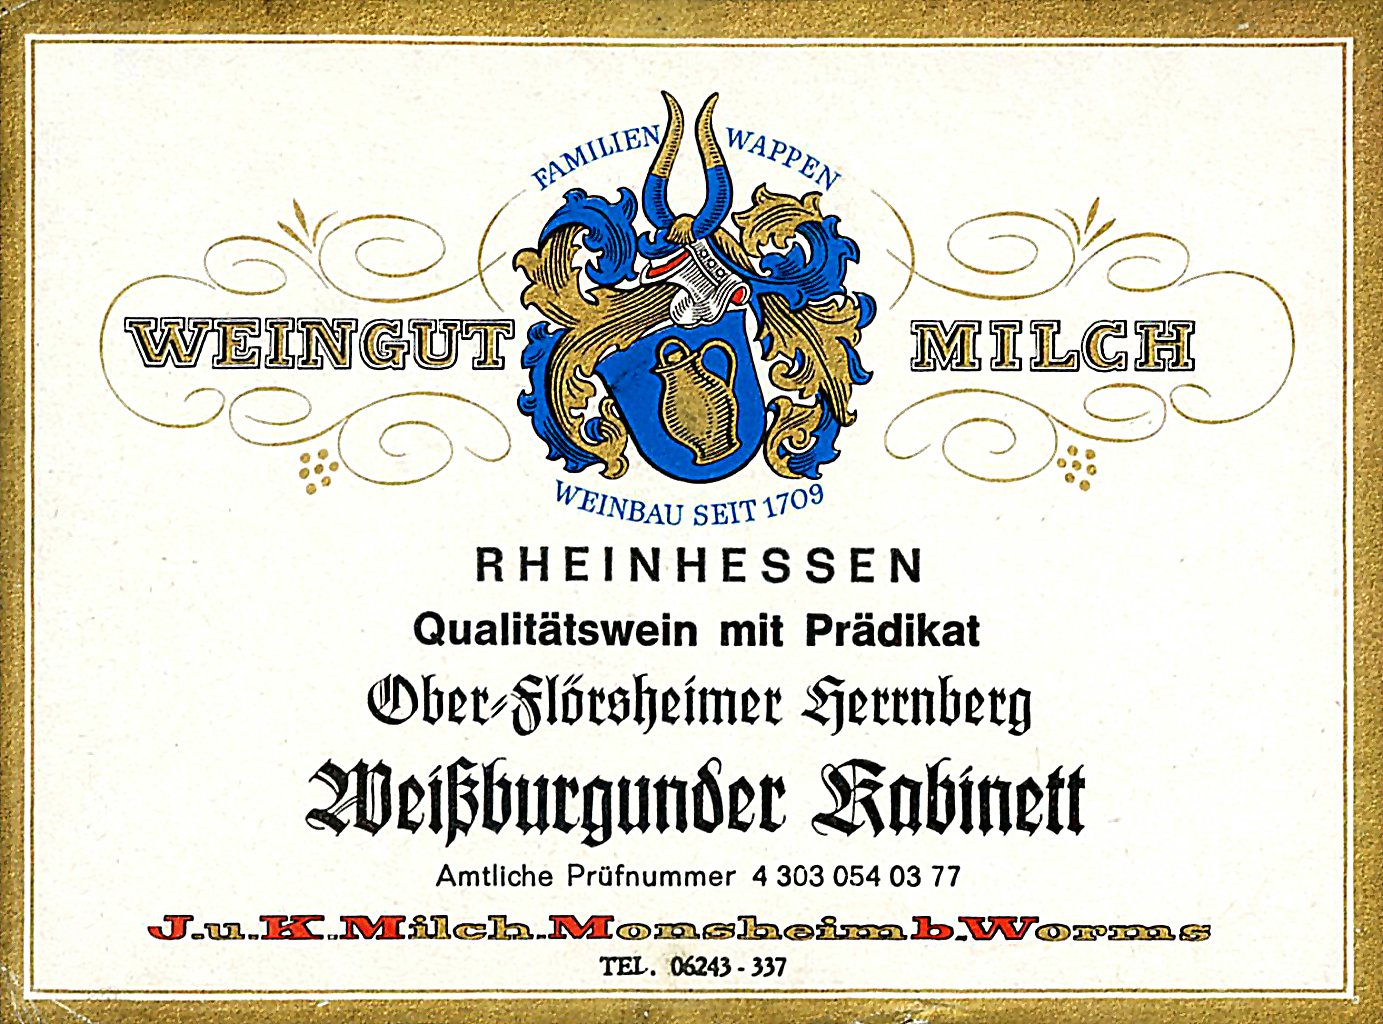 FAMILIEN WAPPEN
WEINGUT MILCH
WEINBAU SEIT 1709
RHEINHESSEN
Qualitätswein mit Prädikat
Ober-Flörsheimer Herrnberg
Weißburgunder Kabinett
Amtliche Prüfnummer 4 303 054 03 77
J.u.K.Milch.Monsheim b.Worms
TEL. 06243-337